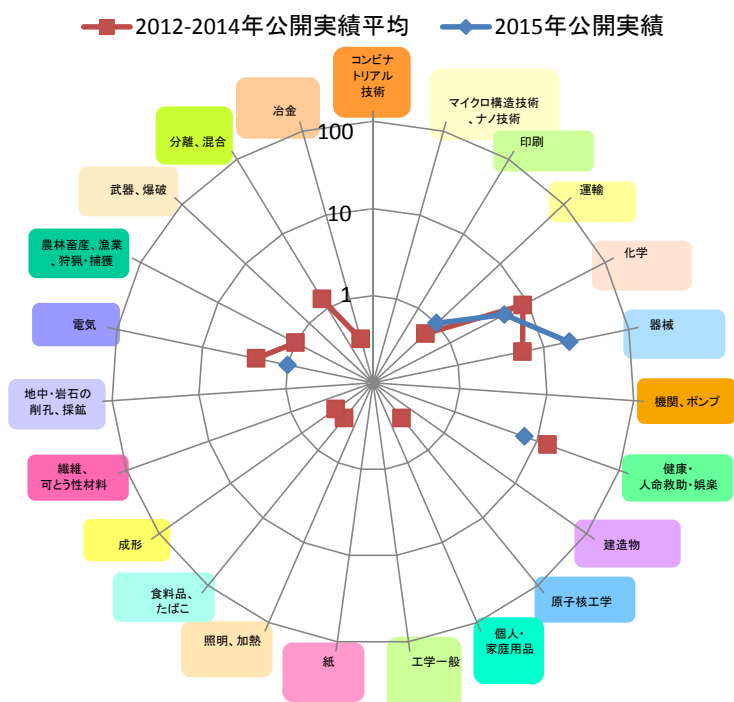 2012-2014年公開実績平均
2015年公開実績
コンビナ
トリアル
技術
マイクロ構造技術
、ナノ技術
印刷
運輸
化学
器械
機関、ポンプ
健康・
人命救助・娯楽
建造物
原子核工学
個人・
家庭用品
工学一般
紙
照明、加熱
食料品、
たばこ
成形
繊維、
可とう性材料
地中・岩石の
削孔、採鉱
電気
農林畜産、漁業
、狩猟・捕獲
武器、爆破
分離、混合
冶金
100
10
1